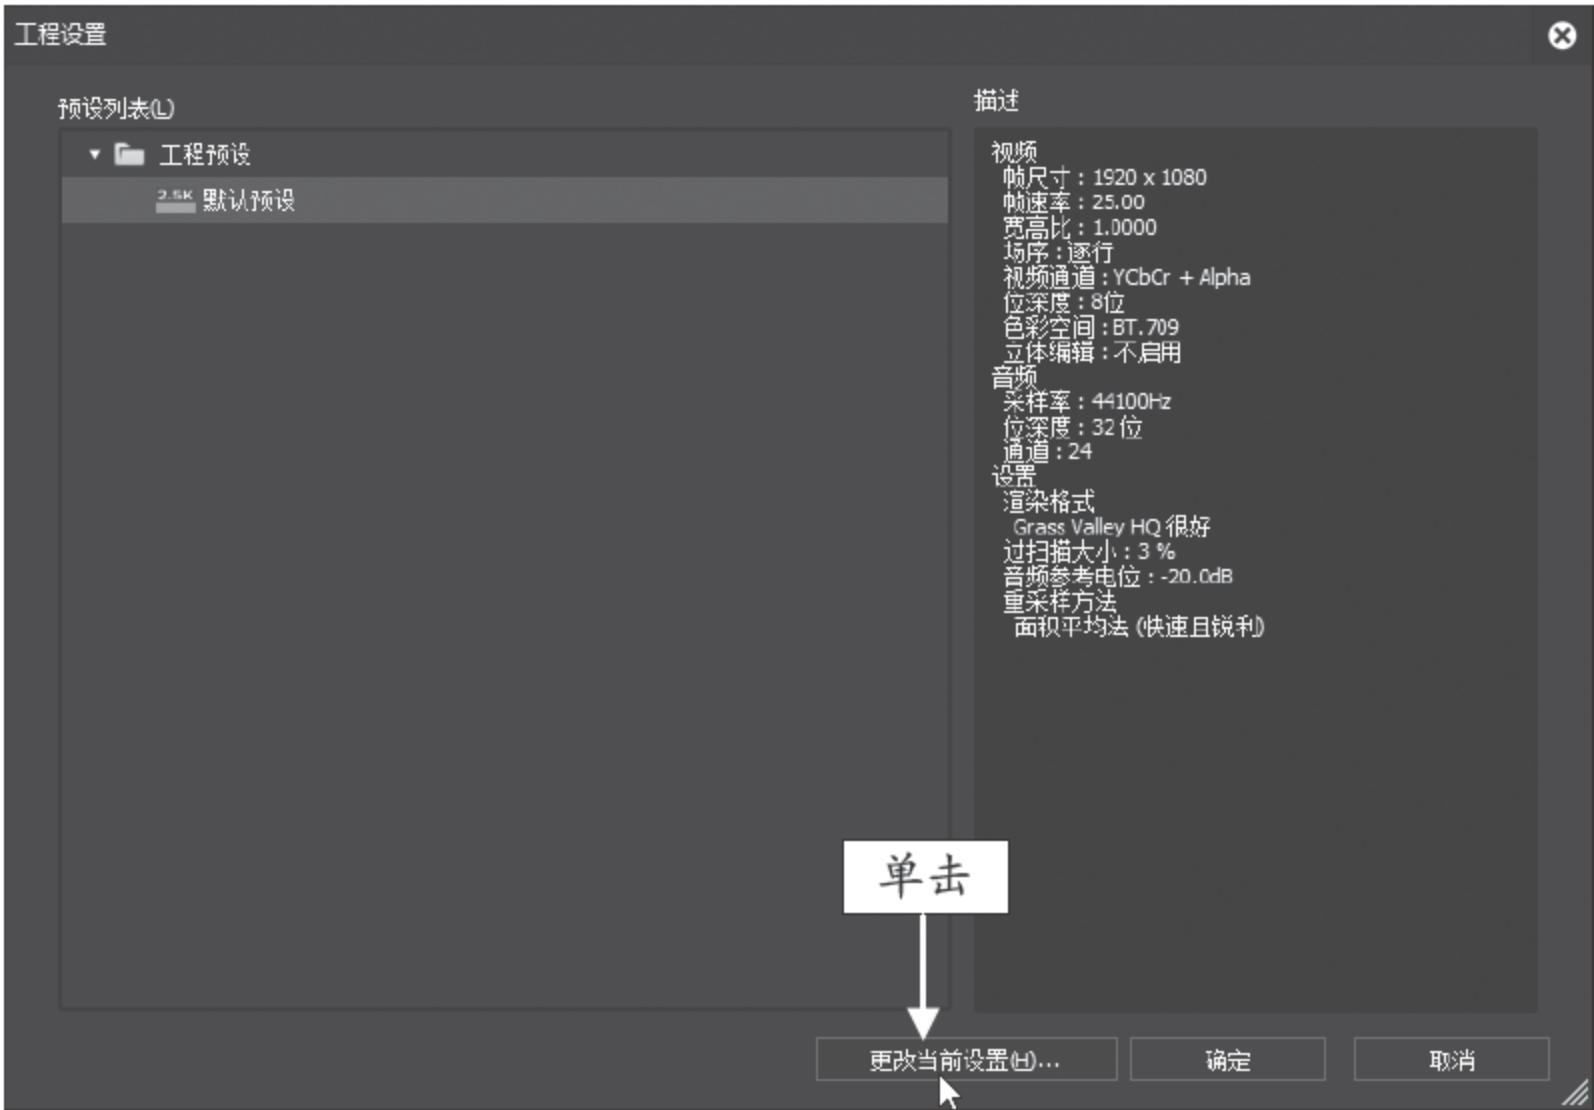 工程设置
预设列表(L)
工程预设
2.5K 默认预设
描述
视频
帧尺寸 : 1920 x 1080
帧速率 : 25.00
宽高比 : 1.0000
场序 : 逐行
视频通道 : YCbCr + Alpha
位深度 : 8位
色彩空间 : BT.709
立体编辑 : 不启用
音频
采样率 : 44100Hz
位深度 : 32 位
通道 : 24
设置
渲染格式
Grass Valley HQ 很好
过扫描大小 : 3 %
音频参考电位 : -20.0dB
重采样方法
面积平均法 (快速且锐利)
单击
更改当前设置(H)...
确定
取消